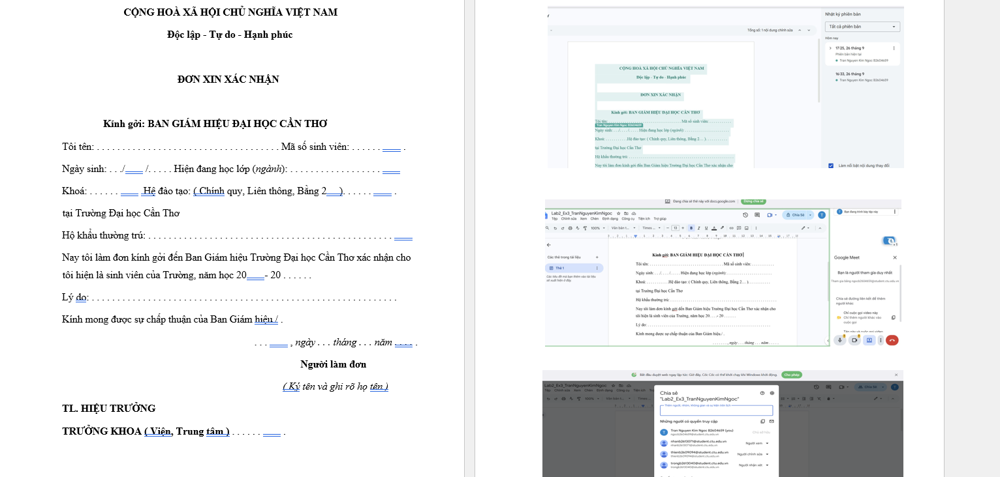 CỘNG HOÀ XÃ HỘI CHỦ NGHĨA VIỆT NAM
Độc lập - Tự do - Hạnh phúc
ĐƠN XIN XÁC NHẬN
Kính gởi: BAN GIÁM HIỆU ĐẠI HỌC CẦN THƠ
Tôi tên: . . . . . . . . . . . . . . . . . . . . . . . . . . . . . . . . . . . . Mã số sinh viên: . . . . . . . . . .
Ngày sinh: . . ./. . . . /. . . . . Hiện đang học lớp (ngành): . . . . . . . . . . . . . . . . . . . . . .
Khoá: . . . . . . . . . . Hệ đào tạo: ( Chính quy, Liên thông, Bằng 2... ). . . . . . . . . . .
tại Trường Đại học Cần Thơ
Hộ khẩu thường trú: . . . . . . . . . . . . . . . . . . . . . . . . . . . . . . . . . . . . . . . . . . . . . . . . . . . .
Nay tôi làm đơn kính gởi đến Ban Giám hiệu Trường Đại học Cần Thơ xác nhận cho
tôi hiện là sinh viên của Trường, năm học 20. . . .- 20 . . . . . .
Lý do: . . . . . . . . . . . . . . . . . . . . . . . . . . . . . . . . . . . . . . . . . . . . . . . . . . . . . . . . . . . .
Kính mong được sự chấp thuận của Ban Giám hiệu / .
. . . . . . . , ngày . . . tháng . . . năm . . . . .
Người làm đơn
( Ký tên và ghi rõ họ tên )
TL. HIỆU TRƯỞNG
TRƯỞNG KHOA ( Viện, Trung tâm ) . . . . . . . . . .
Nhật ký phiên bản
Tổng số: 1 nội dung chỉnh sửa
Tất cả phiên bản
Hôm nay
17:25, 26 tháng 9
Phiên bản hiện tại
Tran Nguyen Kim Ngoc B2604659
16:33, 26 tháng 9
Tran Nguyen Kim Ngoc B2604659
CỘNG HOÀ XÃ HỘI CHỦ NGHĨA VIỆT NAM
Độc lập - Tự do - Hạnh phúc
ĐƠN XIN XÁC NHẬN
Kính gởi: BAN GIÁM HIỆU ĐẠI HỌC CẦN THƠ
Tôi tên: . . . . . . . . . . Mã số sinh viên: . . . . . . . . . .
Tran Nguyen Kim Ngoc B2604659
Ngày sinh: . . ./. . . . /. . . . . Hiện đang học lớp (ngành): . . . . . . . . . .
Khoá: . . . . . . . . . .Hệ đào tạo: ( Chính quy, Liên thông, Bằng 2... ). . . . . . . . . .
tại Trường Đại học Cần Thơ
Hộ khẩu thường trú: . . . . . . . . . .
Nay tôi làm đơn kính gởi đến Ban Giám hiệu Trường Đại học Cần Thơ xác nhận cho
Làm nổi bật nội dung thay đổi
Đang chia sẻ thẻ này với docs.google.com
Dừng chia sẻ
Lab2_Ex3_TranNguyenKimNgoc
Tệp Chỉnh sửa Xem Chèn Định dạng Công cụ Tiện ích Trợ giúp
Chia Sẻ
Bạn đang trình bày tệp này
100% Văn bản t... Times ... 13 B I U A
Các thẻ trong tài liệu
Thẻ 1
Các tiêu đề mà bạn thêm vào tài liệu sẽ xuất hiện ở đây.
Kính gởi: BAN GIÁM HIỆU ĐẠI HỌC CẦN THƠ
Tôi tên: . . . . . . . . . . Mã số sinh viên: . . . . . . . . . .
Ngày sinh: . . ./. . . . /. . . . . Hiện đang học lớp (ngành): . . . . . . . . . .
Khoá: . . . . . . . . . .Hệ đào tạo: ( Chính quy, Liên thông, Bằng 2... ). . . . . . . . . .
tại Trường Đại học Cần Thơ
Hộ khẩu thường trú: . . . . . . . . . .
Nay tôi làm đơn kính gởi đến Ban Giám hiệu Trường Đại học Cần Thơ xác nhận cho
tôi hiện là sinh viên của Trường, năm học 20. . . .- 20 . . . . . .
Lý do: . . . . . . . . . .
Kính mong được sự chấp thuận của Ban Giám hiệu./ .
. . . . . . . , ngày . . . tháng . . . năm . . . . .
Google Meet
Bạn là người tham gia duy nhất
Chia sẻ đường liên kết để thêm người khác
Chỉ cuộc gọi video này
Chỉ thêm người khác vào cuộc gọi
Bắt đầu duyệt web ngay lập tức: Giờ đây, Cốc Cốc có thể khởi chạy khi Windows khởi động.
Cho phép
Lab2_Ex3_TranNguyenKimNgoc
Chia sẻ
"Lab2_Ex3_TranNguyenKimNgoc"
Thêm người, nhóm, không gian và sự kiện trên lịch
Những người có quyền truy cập
Tran Nguyen Kim Ngoc B2604659 (you)
ngocb2604659@student.ctu.edu.vn
Chủ sở hữu
nhanb2613071@student.ctu.edu.vn
nhanb2613071@student.ctu.edu.vn
Người xem
thienb2609094@student.ctu.edu.vn
thienb2609094@student.ctu.edu.vn
Người chỉnh sửa
trongb2613040@student.ctu.edu.vn
trongb2613040@student.ctu.edu.vn
Người nhận xét